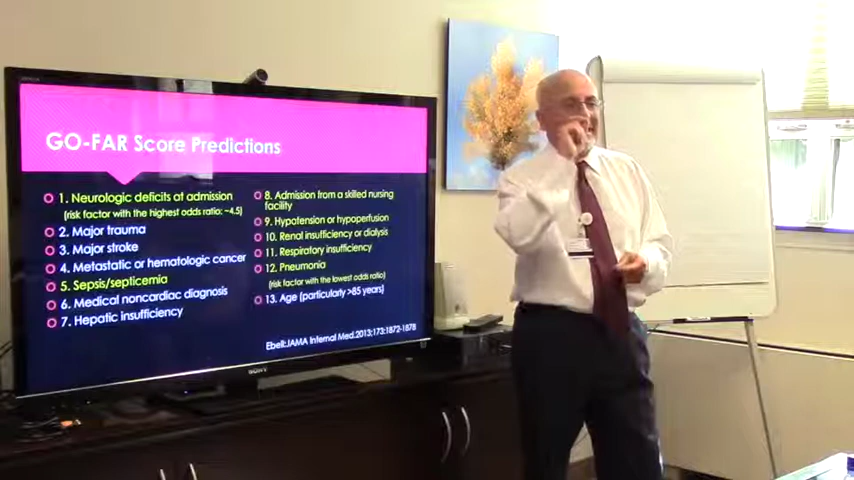 GO-FAR Score Predictions
1. Neurologic deficits at admission
(risk factor with the highest odds ratio: ~4.5)
2. Major trauma
3. Major stroke
4. Metastatic or hematologic cancer
5. Sepsis/septicemia
6. Medical noncardiac diagnosis
7. Hepatic insufficiency
8. Admission from a skilled nursing
facility
9. Hypotension or hypoperfusion
10. Renal insufficiency or dialysis
11. Respiratory insufficiency
12. Pneumonia
(risk factor with the lowest odds ratio)
13. Age (particularly >85 years)
Ebell:JAMA Internal Med.2013;173:1872-1878
SONY